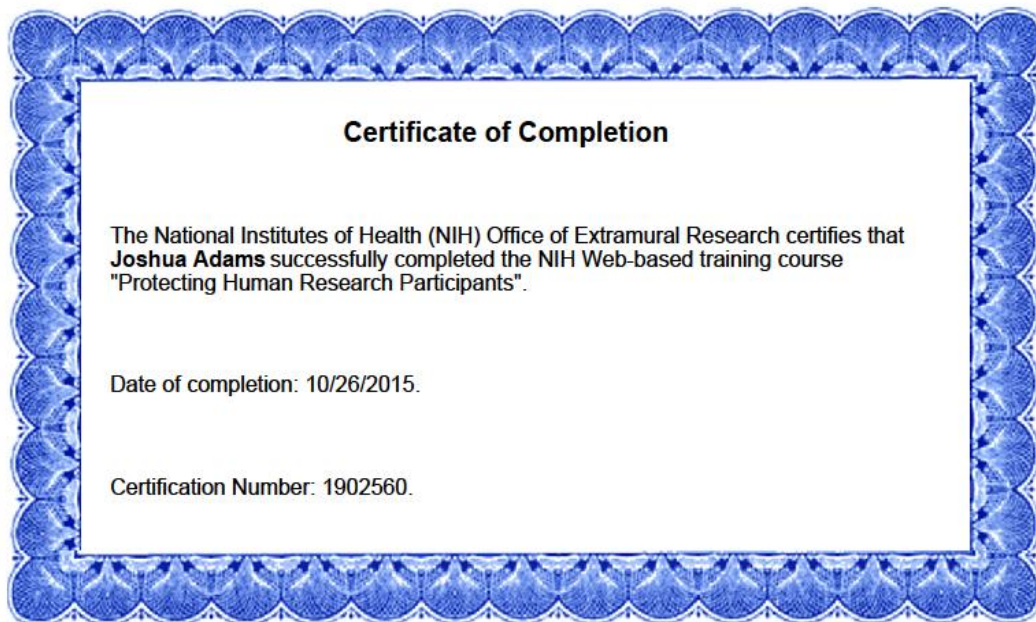 Certificate of Completion
The National Institutes of Health (NIH) Office of Extramural Research certifies that
Joshua Adams successfully completed the NIH Web-based training course
"Protecting Human Research Participants".
Date of completion: 10/26/2015.
Certification Number: 1902560.